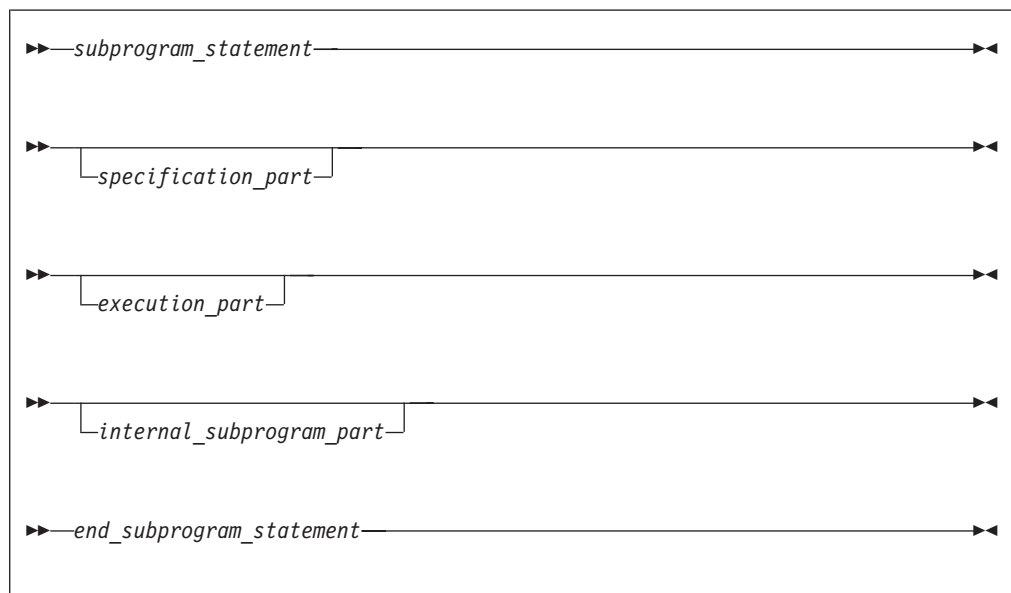 subprogram_statement
specification_part
execution_part
internal_subprogram_part
end_subprogram_statement